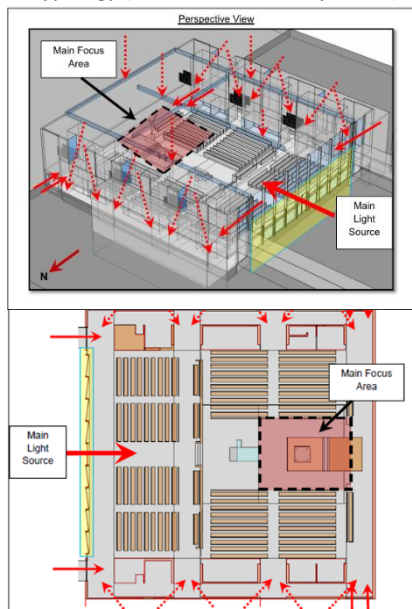 Perspective View
Main Focus
Area
Main
Light
Source
N
Main Focus
Area
Main
Light
Source